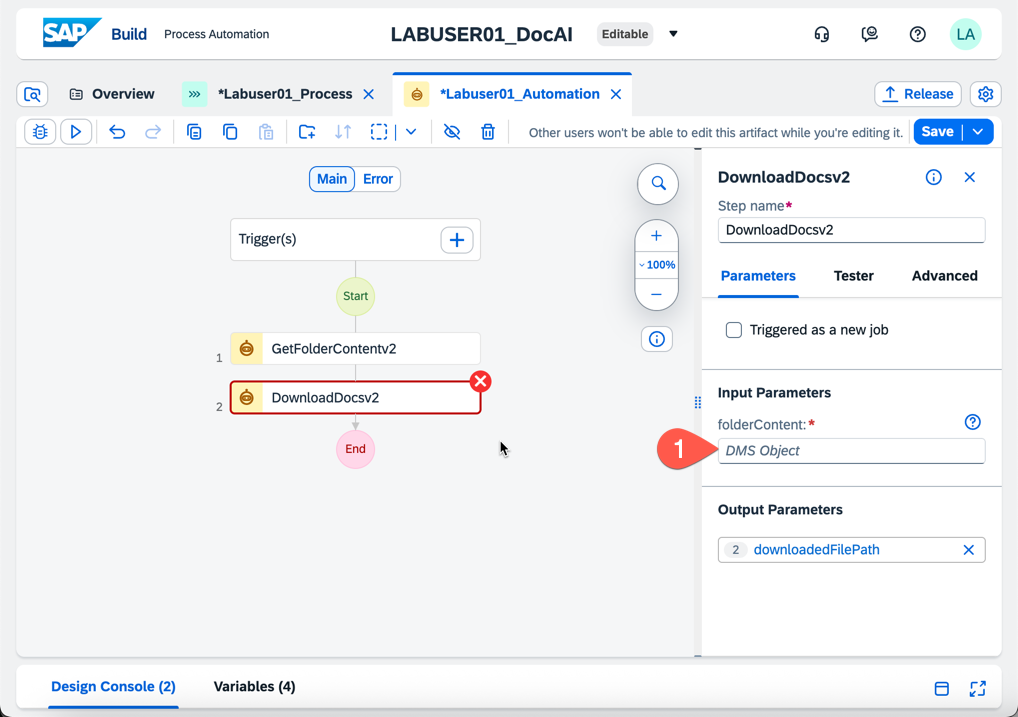 SAP Build Process Automation LABUSER01_DocAI Editable LA
Overview *Labuser01_Process *Labuser01_Automation Release
Other users won't be able to edit this artifact while you're editing it. Save
Main Error
Trigger(s)
Start
1 GetFolderContentv2
2 DownloadDocsv2
End
100%
DownloadDocsv2
Step name*
DownloadDocsv2
Parameters Tester Advanced
Triggered as a new job
Input Parameters
folderContent:*
1 DMS Object
Output Parameters
2 downloadedFilePath
Design Console (2) Variables (4)